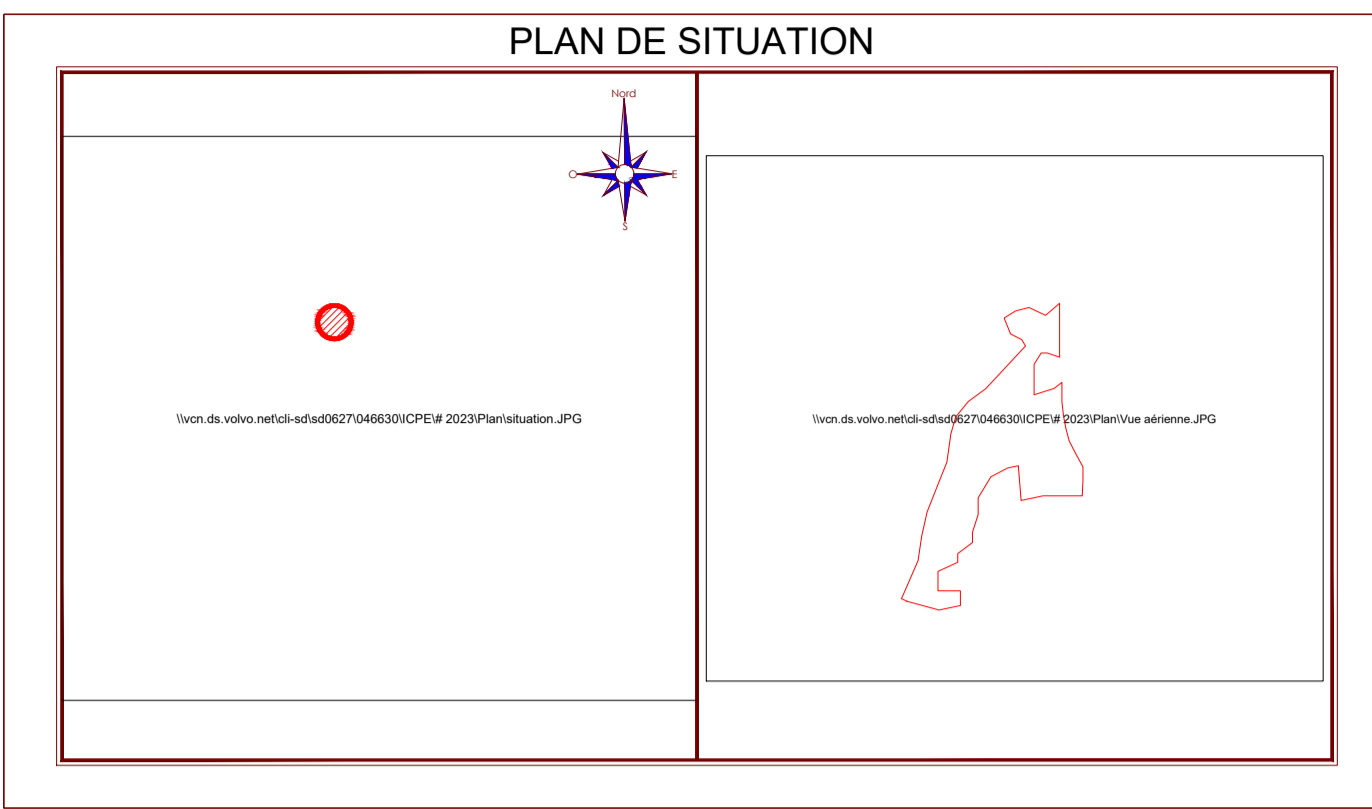 PLAN DE SITUATION
Nord
O
E
S
\\vcn.ds.volvo.net\cli-sd\sd0627\046630\ICPE\# 2023\Plan\situation.JPG
\\vcn.ds.volvo.net\cli-sd\sd0627\046630\ICPE\# 2023\Plan\Vue aérienne.JPG